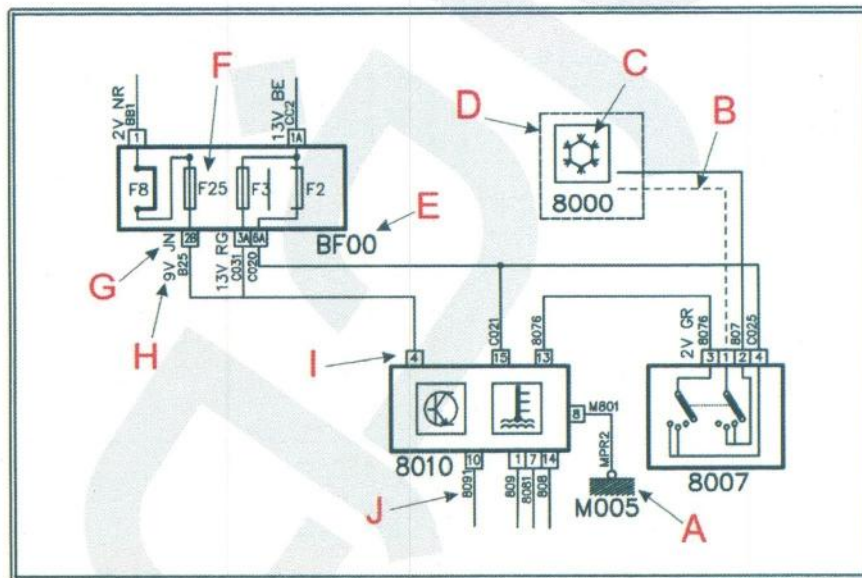 F
C
D
B
2V NR
BB1
13V BE
CC2
1
1A
F8
F25
F3
F2
8000
E
BF00
G
2B
3A
6A
9V JN
B25
13V RG
C031
C020
H
C021
8076
2V GR
8076
807
C025
I
4
15
13
3
1
2
4
8
M801
MPR2
8010
10
1
7
14
8007
J
8091
809
8081
808
M005
A